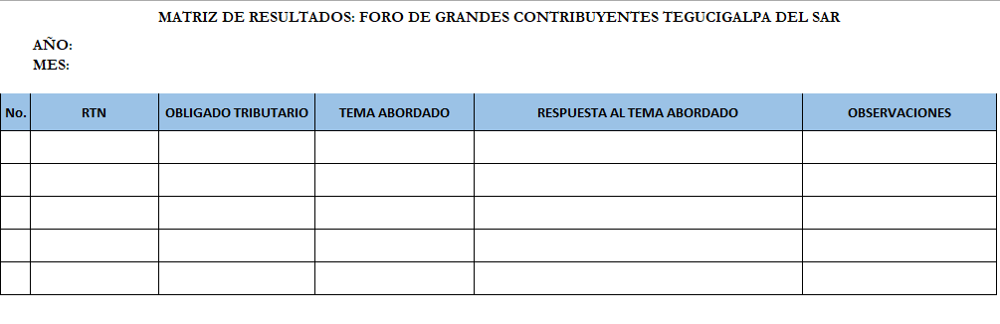 MATRIZ DE RESULTADOS: FORO DE GRANDES CONTRIBUYENTES TEGUCIGALPA DEL SAR
AÑO:
MES:
No. RTN OBLIGADO TRIBUTARIO TEMA ABORDADO RESPUESTA AL TEMA ABORDADO OBSERVACIONES